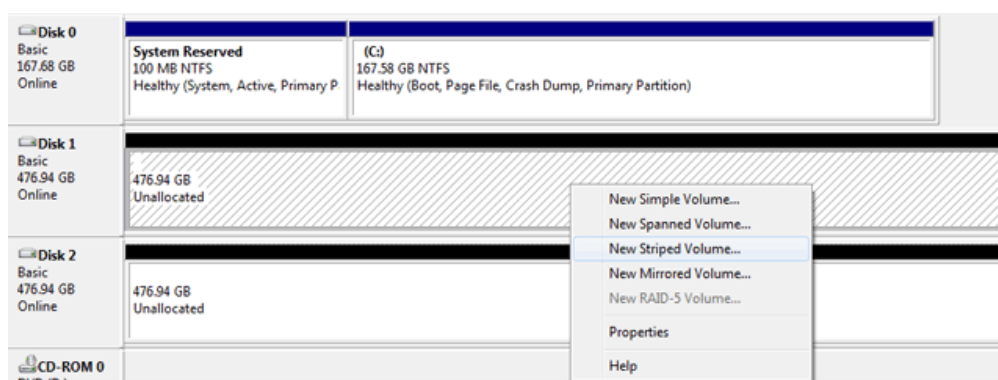 Disk 0
Basic
167.68 GB
Online
System Reserved
100 MB NTFS
Healthy (System, Active, Primary P
(C:)
167.58 GB NTFS
Healthy (Boot, Page File, Crash Dump, Primary Partition)
Disk 1
Basic
476.94 GB
Online
476.94 GB
Unallocated
New Simple Volume...
New Spanned Volume...
New Striped Volume...
New Mirrored Volume...
New RAID-5 Volume...
Properties
Help
Disk 2
Basic
476.94 GB
Online
476.94 GB
Unallocated
CD-ROM 0